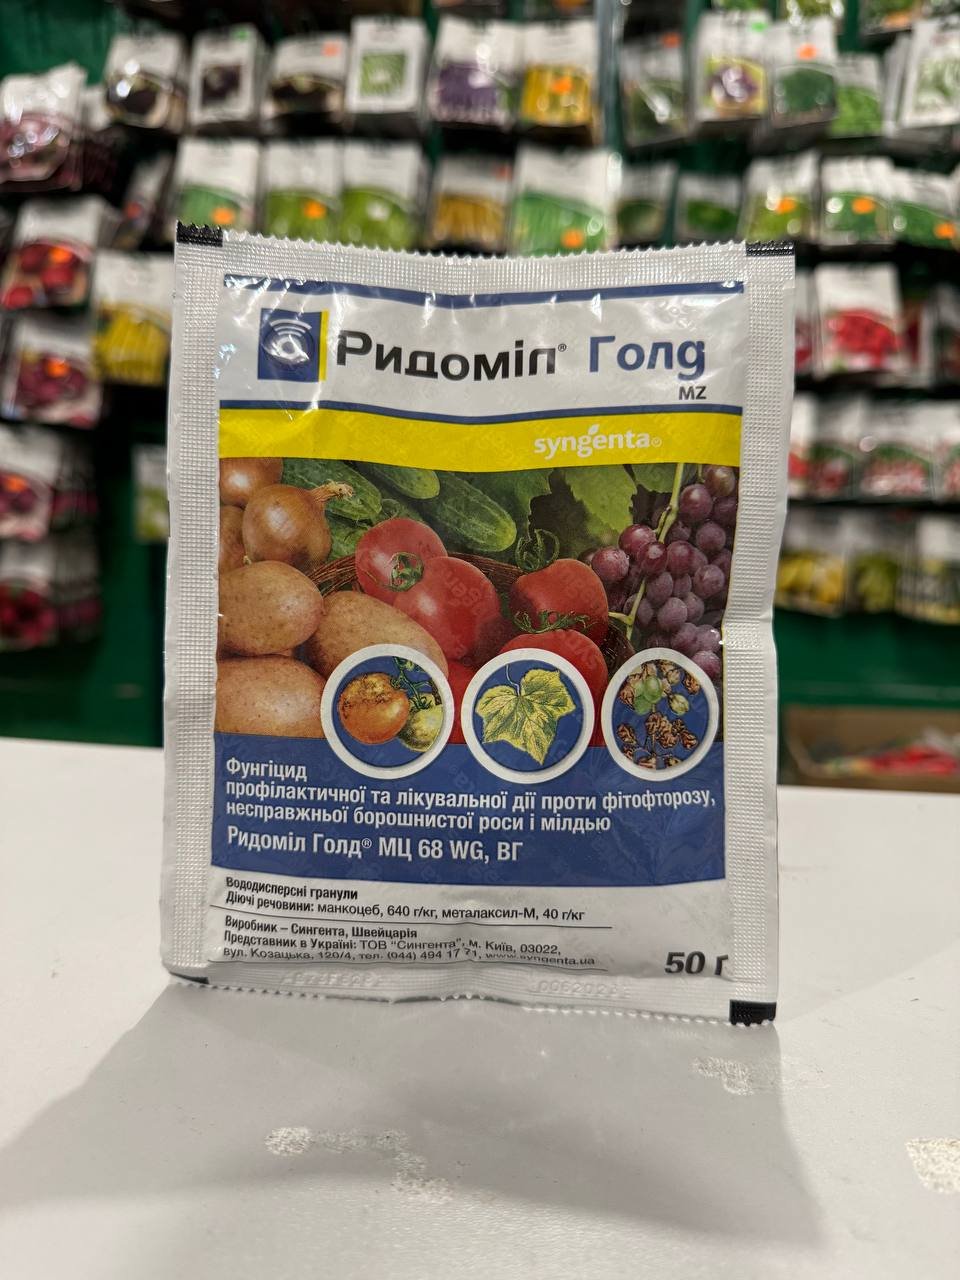 Ридоміл® Голд
MZ
syngenta®
Фунгіцид
профілактичної та лікувальної дії проти фітофторозу,
несправжньої борошнистої роси і мілдью
Ридоміл Голд® МЦ 68 WG, ВГ
Вододисперсні гранули
Діючі речовини: манкоцеб, 640 г/кг, металаксил-М, 40 г/кг
Виробник – Сингента, Швейцарія
Представник в Україні: ТОВ "Сингента", м. Київ, 03022,
вул. Козацька, 120/4, тел. (044) 494 17 71, www.syngenta.ua
50 г